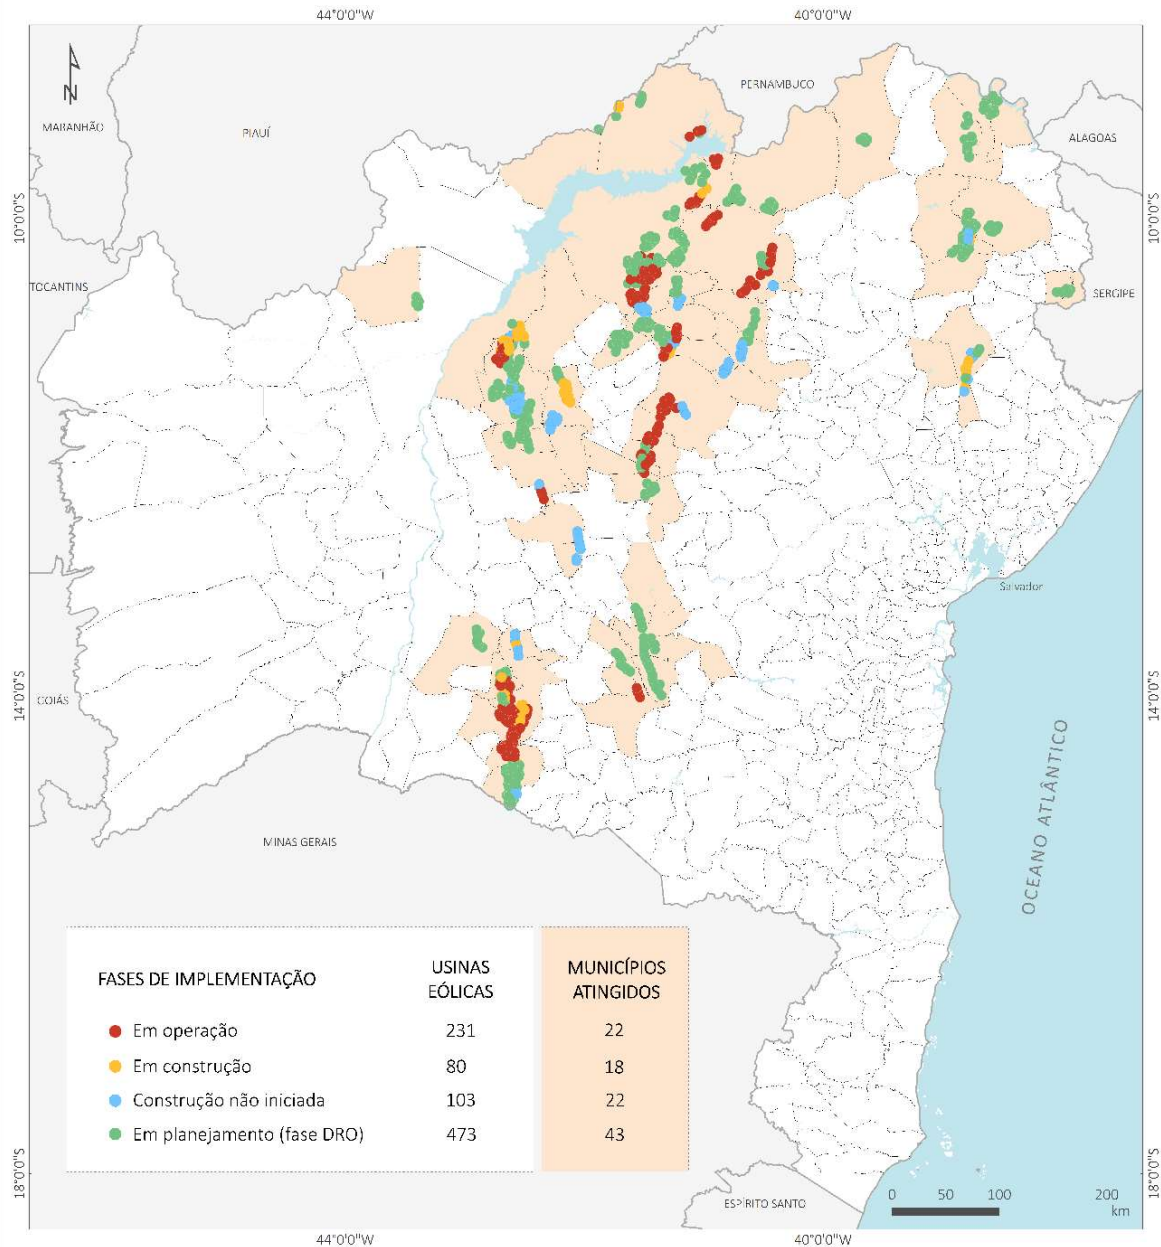 44°0'0"W
40°0'0"W
N
PERNAMBUCO
MARANHÃO
PIAUÍ
ALAGOAS
10°0'0"S
10°0'0"S
TOCANTINS
SERGIPE
Salvador
14°0'0"S
GOIÁS
14°0'0"S
OCEANO ATLÂNTICO
MINAS GERAIS
FASES DE IMPLEMENTAÇÃO
USINAS
EÓLICAS
MUNICÍPIOS
ATINGIDOS
Em operação 231 22
Em construção 80 18
Construção não iniciada 103 22
Em planejamento (fase DRO) 473 43
18°0'0"S
18°0'0"S
ESPÍRITO SANTO
0 50 100 200
km
44°0'0"W
40°0'0"W